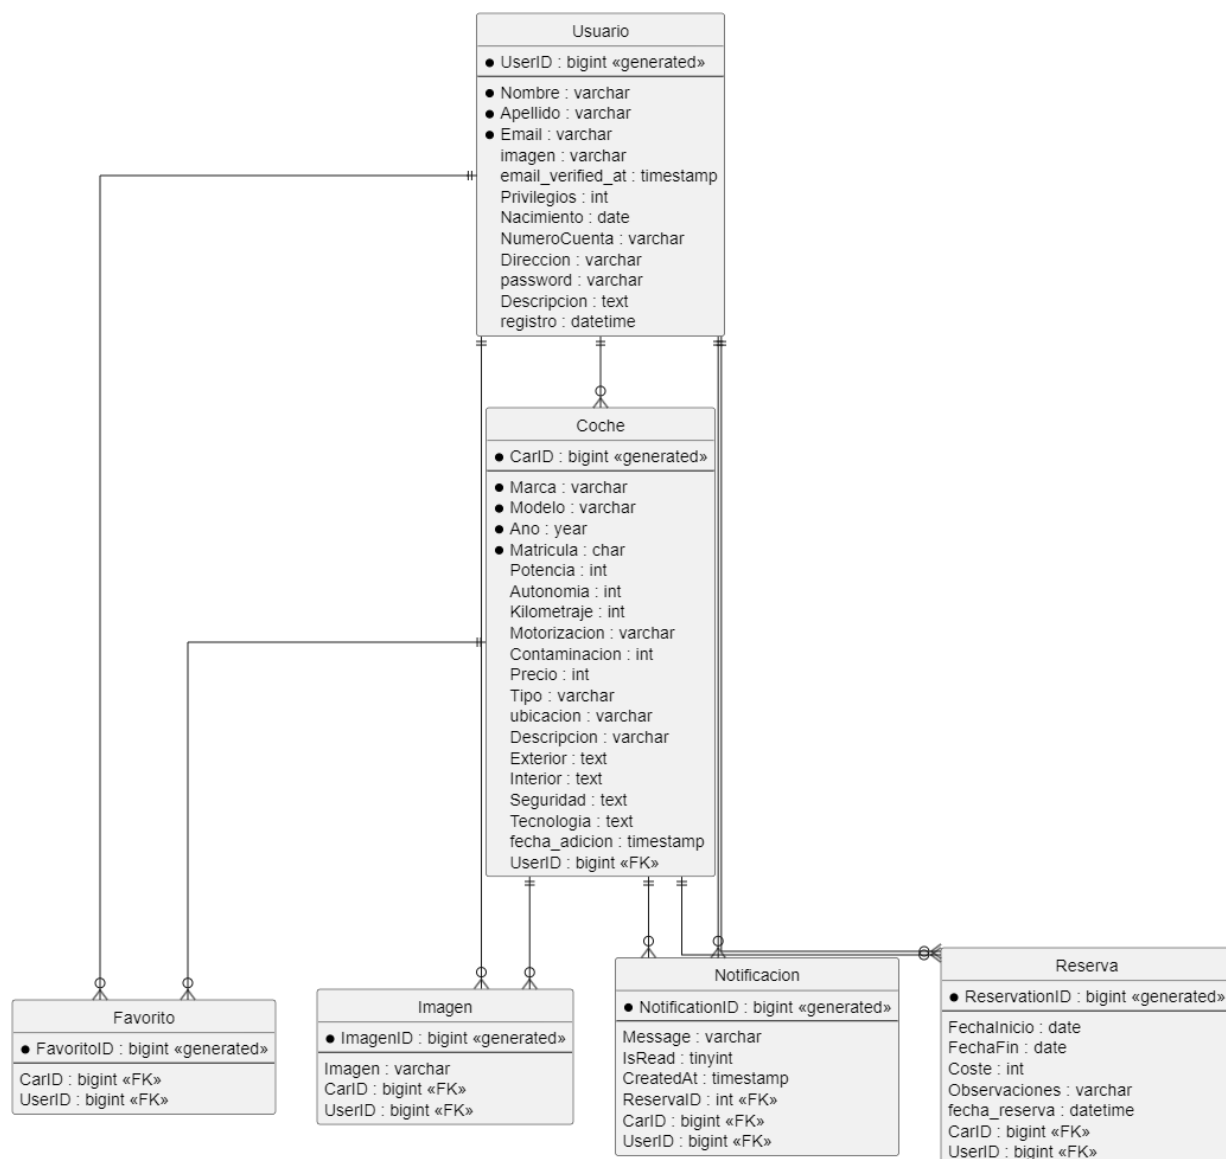 Usuario
UserID : bigint «generated»
Nombre : varchar
Apellido : varchar
Email : varchar
imagen : varchar
email_verified_at : timestamp
Privilegios : int
Nacimiento : date
NumeroCuenta : varchar
Direccion : varchar
password : varchar
Descripcion : text
registro : datetime
Coche
CarID : bigint «generated»
Marca : varchar
Modelo : varchar
Ano : year
Matricula : char
Potencia : int
Autonomia : int
Kilometraje : int
Motorizacion : varchar
Contaminacion : int
Precio : int
Tipo : varchar
ubicacion : varchar
Descripcion : varchar
Exterior : text
Interior : text
Seguridad : text
Tecnologia : text
fecha_adicion : timestamp
UserID : bigint «FK»
Favorito
FavoritoID : bigint «generated»
CarID : bigint «FK»
UserID : bigint «FK»
Imagen
ImagenID : bigint «generated»
Imagen : varchar
CarID : bigint «FK»
UserID : bigint «FK»
Notificacion
NotificationID : bigint «generated»
Message : varchar
IsRead : tinyint
CreatedAt : timestamp
ReservaID : int «FK»
CarID : bigint «FK»
UserID : bigint «FK»
Reserva
ReservationID : bigint «generated»
FechaInicio : date
FechaFin : date
Coste : int
Observaciones : varchar
fecha_reserva : datetime
CarID : bigint «FK»
UserID : bigint «FK»